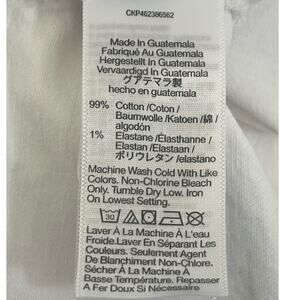 CKP462386562
Made In Guatemala
Fabriqué Au Guatemala
Hergestellt In Guatemala
Vervaardigd In Guatemala
グアテマラ製
hecho en guatemala
99% Cotton /Coton /
Baumwolle /Katoen /綿 /
algodón
1% Elastane /Élasthanne /
Elastan /Elastaan /
ポリウレタン /elastano
Machine Wash Cold With Like
Colors. Non-Chlorine Bleach
Only. Tumble Dry Low. Iron
On Lowest Setting.
30
Laver À La Machine À L'eau
Froide.Laver En Séparant Les
Couleurs. Seulement Agent
De Blanchiment Non-Chlore.
Sécher À La Machine À
Basse Température. Repasser
A Fer Doux Si Nécessaire